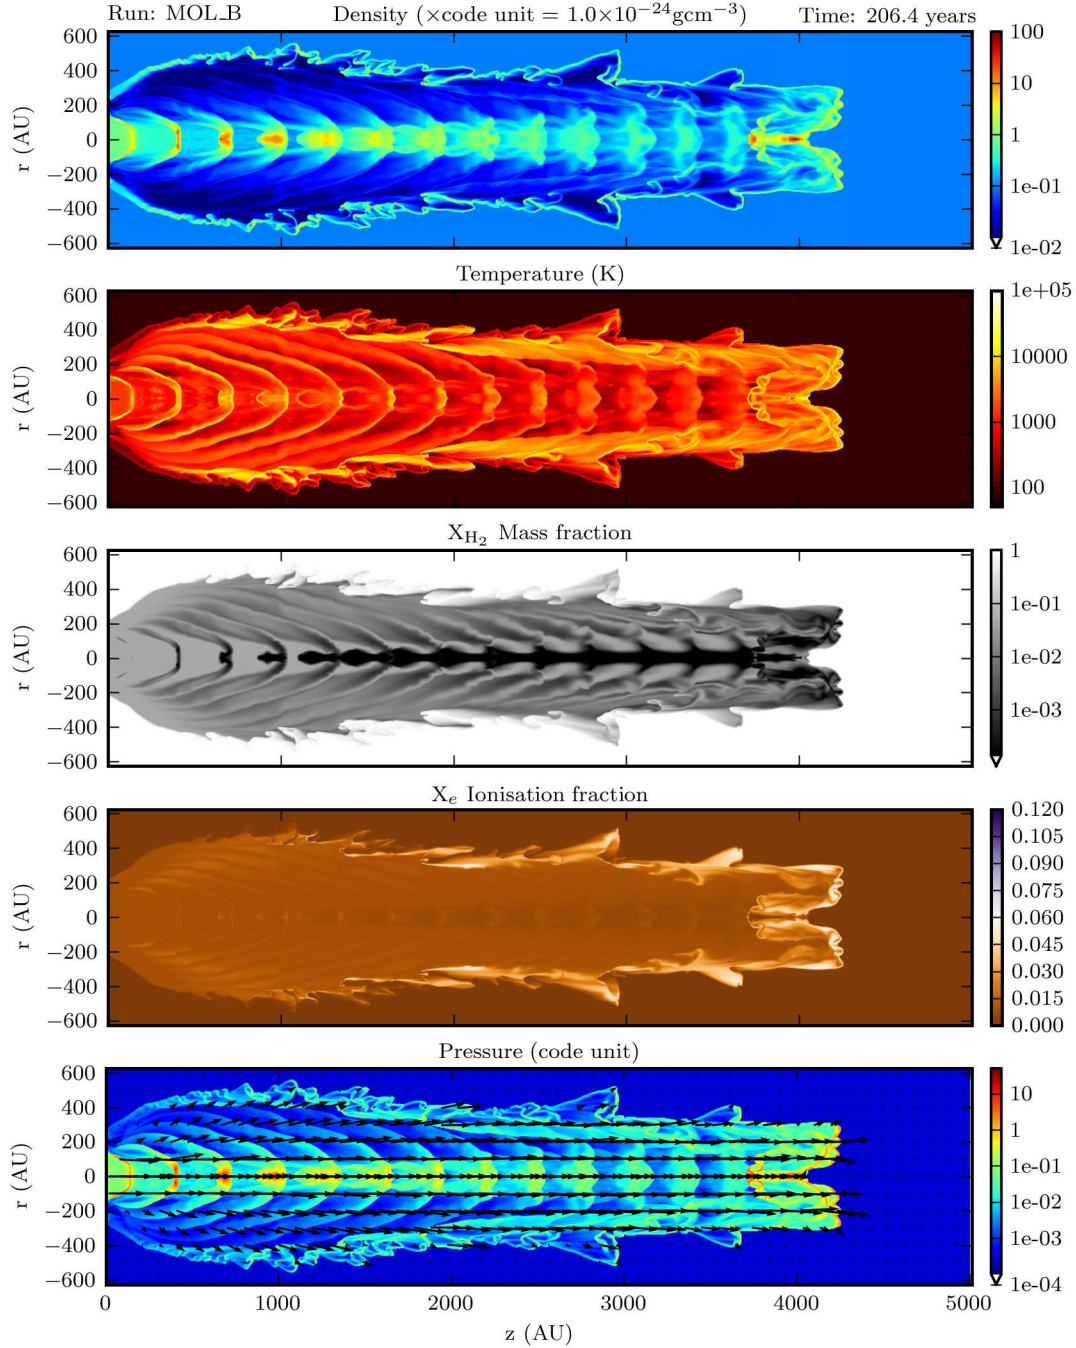 Run: MOL_B Density (×code unit = 1.0×10⁻²⁴gcm⁻³) Time: 206.4 years
600
400
200
0
−200
−400
−600
r (AU)
100
10
1
1e-01
1e-02
Temperature (K)
600
400
200
0
−200
−400
−600
r (AU)
1e+05
10000
1000
100
X_H₂ Mass fraction
600
400
200
0
−200
−400
−600
r (AU)
1
1e-01
1e-02
1e-03
Xₑ Ionisation fraction
600
400
200
0
−200
−400
−600
r (AU)
0.120
0.105
0.090
0.075
0.060
0.045
0.030
0.015
0.000
Pressure (code unit)
600
400
200
0
−200
−400
−600
r (AU)
10
1
1e-01
1e-02
1e-03
1e-04
0 1000 2000 3000 4000 5000
z (AU)